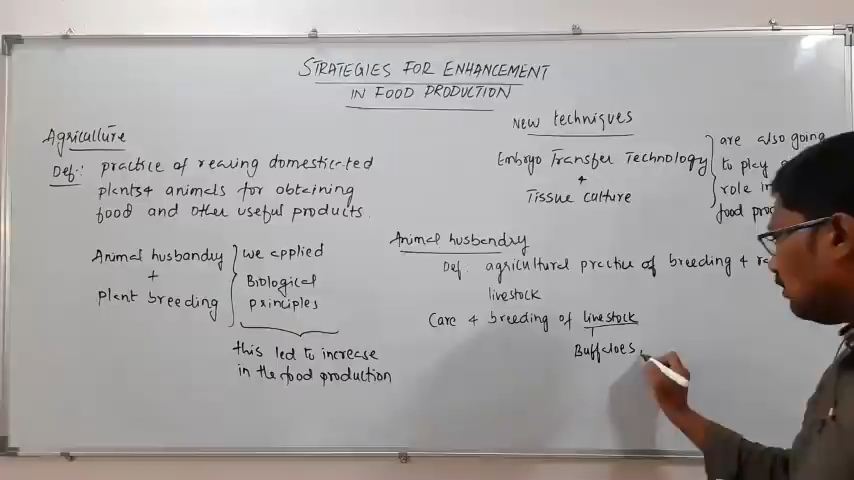 STRATEGIES FOR ENHANCEMENT
IN FOOD PRODUCTION
Agriculture
Def:- practice of rearing domesticated
plants & animals for obtaining
food and other useful products.
Animal husbandry
+
plant breeding
we applied
Biological
principles
this led to increase
in the food production
New techniques
Embryo Transfer Technology
+
Tissue culture
are also going
to play
role in
food
Animal husbandry
Def: agricultural practice of breeding &
livestock
Care & breeding of livestock
Buffaloes,